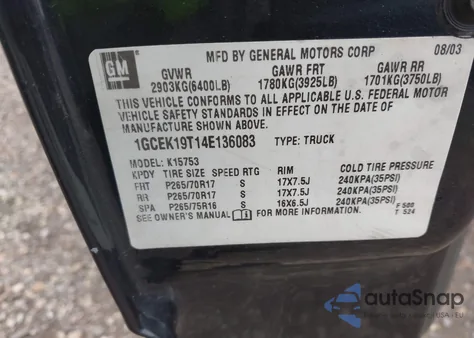 GM
MFD BY GENERAL MOTORS CORP 08/03
GVWR GAWR FRT GAWR RR
2903KG(6400LB) 1780KG(3925LB) 1701KG(3750LB)
THIS VEHICLE CONFORMS TO ALL APPLICABLE U.S. FEDERAL MOTOR
VEHICLE SAFETY STANDARDS IN EFFECT ON THE DATE OF
MANUFACTURE SHOWN ABOVE.
1GCEK19T14E136083 TYPE: TRUCK
MODEL: K15753
KPDY TIRE SIZE SPEED RTG RIM COLD TIRE PRESSURE
FRT P265/70R17 S 17X7.5J 240KPA(35PSI)
RR P265/70R17 S 17X7.5J 240KPA(35PSI)
SPA P265/75R16 S 16X6.5J 240KPA(35PSI)
SEE OWNER'S MANUAL FOR MORE INFORMATION F 500
T 524
autoSnap